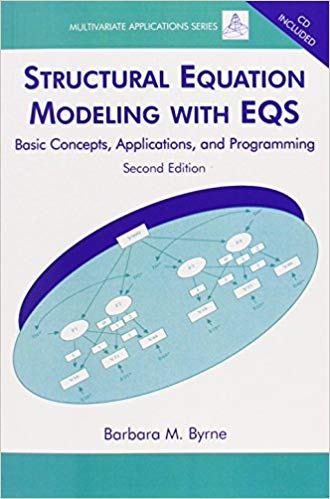 MULTIVARIATE APPLICATIONS SERIES
CD
INCLUDED
STRUCTURAL EQUATION
MODELING WITH EQS
Basic Concepts, Applications, and Programming
Second Edition
Barbara M. Byrne